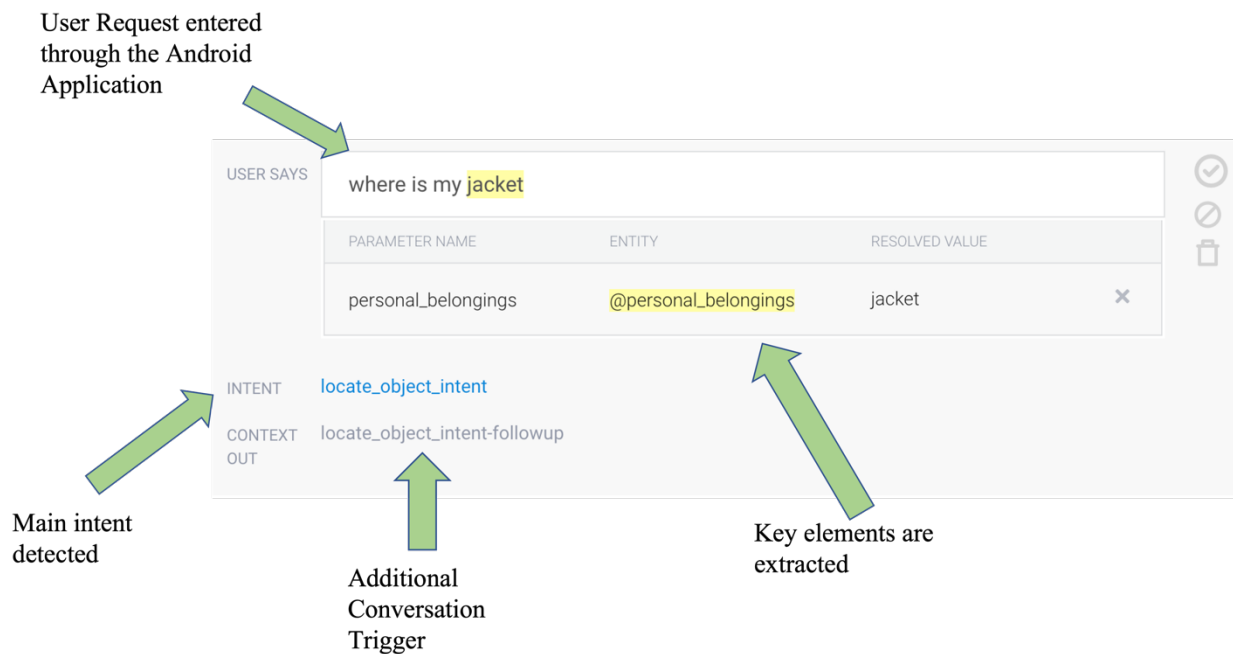 User Request entered
through the Android
Application
USER SAYS
where is my jacket
PARAMETER NAME ENTITY RESOLVED VALUE
personal_belongings @personal_belongings jacket
INTENT locate_object_intent
CONTEXT OUT locate_object_intent-followup
Main intent
detected
Additional
Conversation
Trigger
Key elements are
extracted